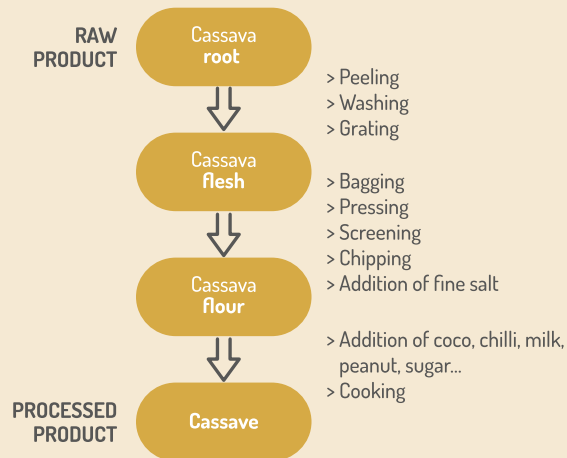 RAW
PRODUCT
Cassava
root
> Peeling
> Washing
> Grating
Cassava
flesh
> Bagging
> Pressing
> Screening
> Chipping
> Addition of fine salt
Cassava
flour
> Addition of coco, chilli, milk,
peanut, sugar...
> Cooking
PROCESSED
PRODUCT
Cassave